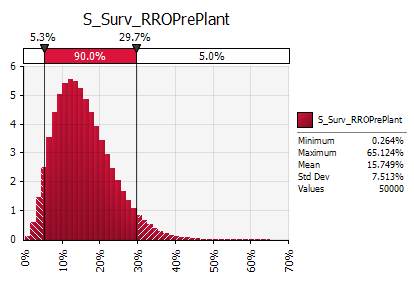 S_Surv_RROPrePlant
5.3% 29.7%
90.0% 5.0%
6
5
4
3
2
1
0
0% 10% 20% 30% 40% 50% 60% 70%
S_Surv_RROPrePlant
Minimum 0.264%
Maximum 65.124%
Mean 15.749%
Std Dev 7.513%
Values 50000